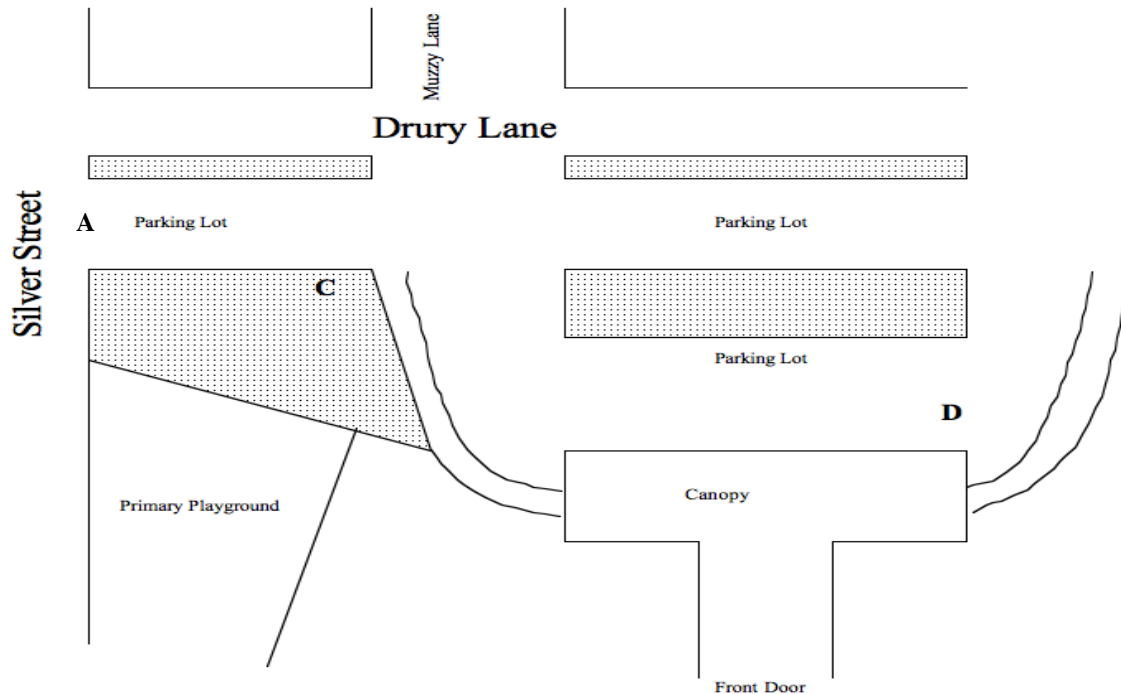 Muzzy Lane
Drury Lane
Silver Street
A
Parking Lot
Parking Lot
C
Parking Lot
D
Primary Playground
Canopy
Front Door